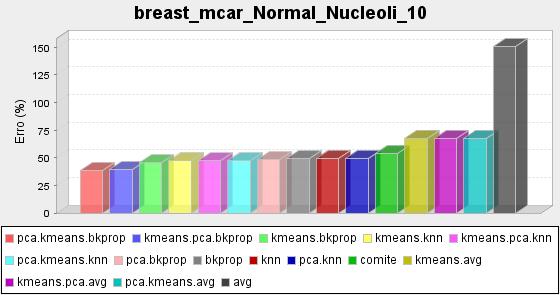 breast_mcar_Normal_Nucleoli_10
150
125
100
75
50
25
0
Erro (%)
pca.kmeans.bkprop kmeans.pca.bkprop kmeans.bkprop kmeans.knn kmeans.pca.knn
pca.kmeans.knn pca.bkprop bkprop knn pca.knn comite kmeans.avg
kmeans.pca.avg pca.kmeans.avg avg